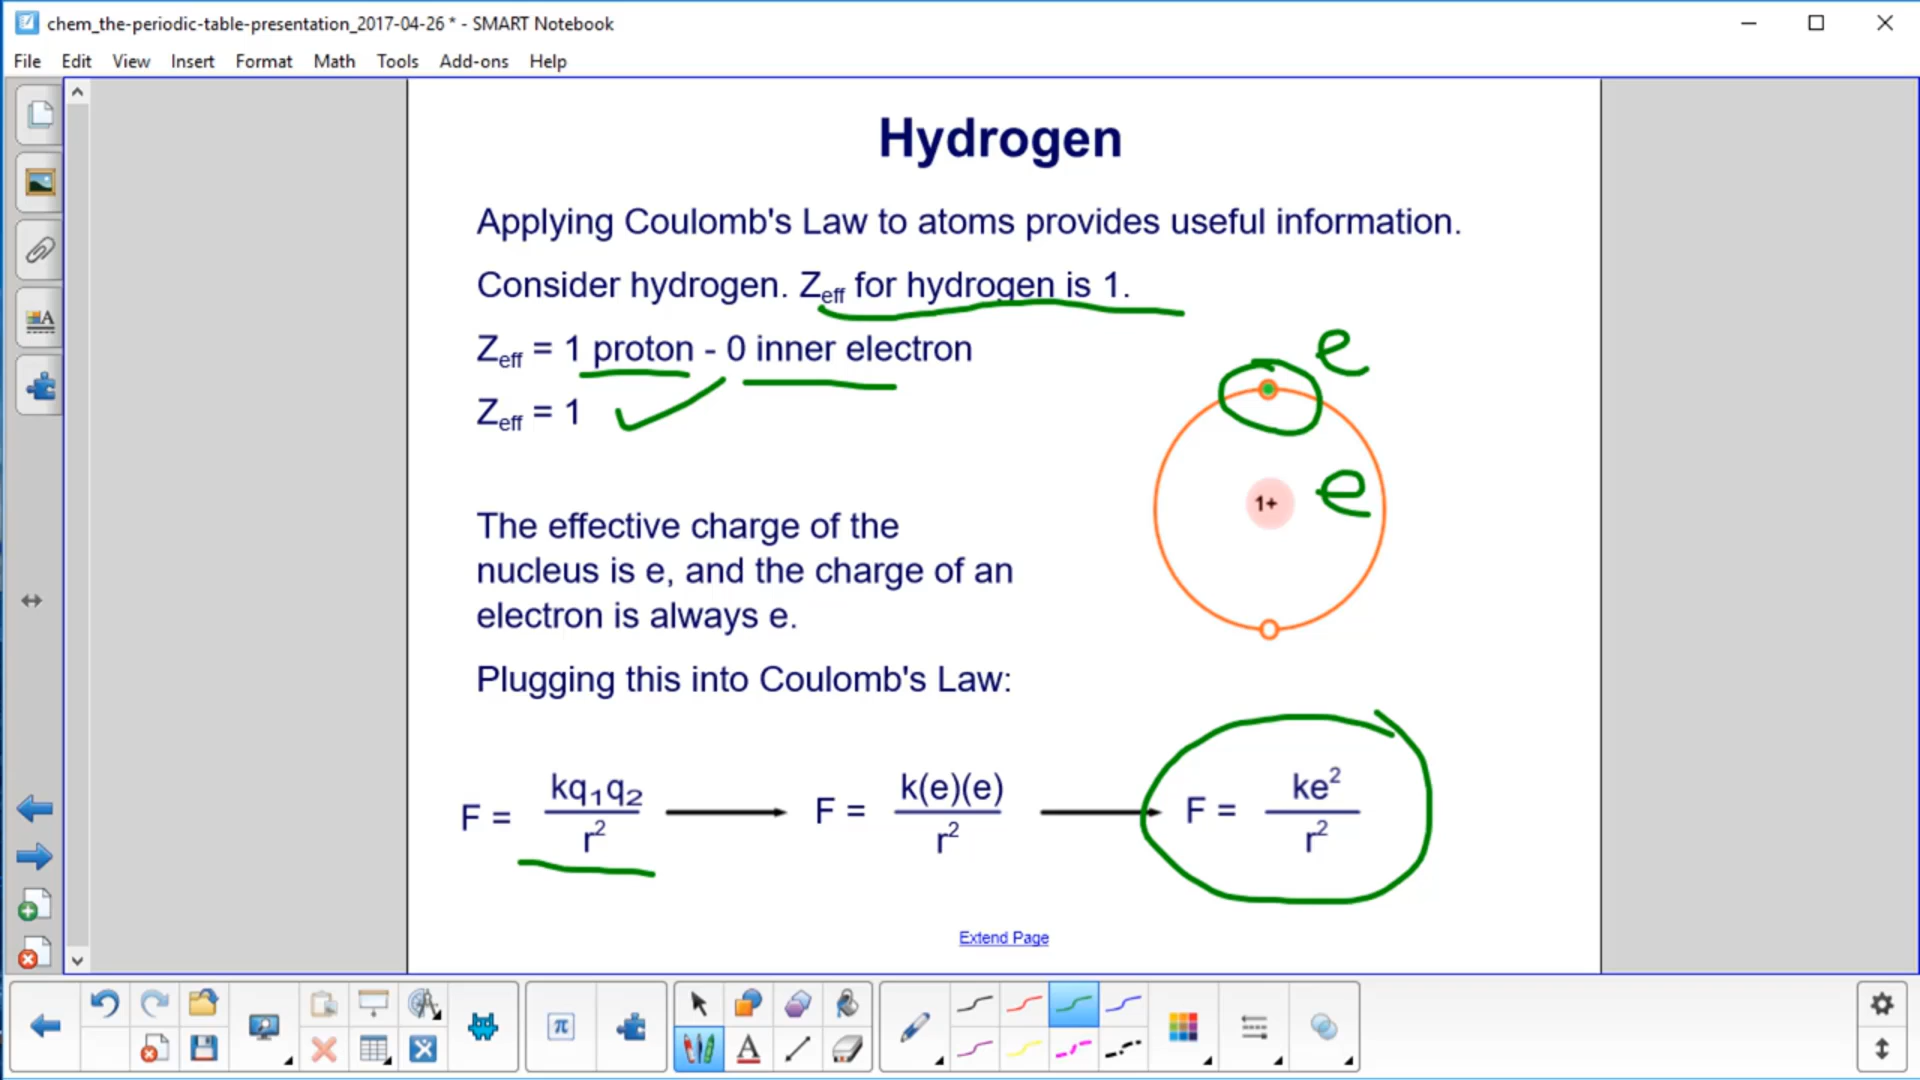 chem_the-periodic-table-presentation_2017-04-26 * - SMART Notebook
File Edit View Insert Format Math Tools Add-ons Help
Hydrogen
Applying Coulomb's Law to atoms provides useful information.
Consider hydrogen. Zeff for hydrogen is 1.
Zeff = 1 proton - 0 inner electron
Zeff = 1
e
e
1+
The effective charge of the
nucleus is e, and the charge of an
electron is always e.
Plugging this into Coulomb's Law:
F = kq₁q₂ / r² F = k(e)(e) / r² F = ke² / r²
Extend Page
π
A